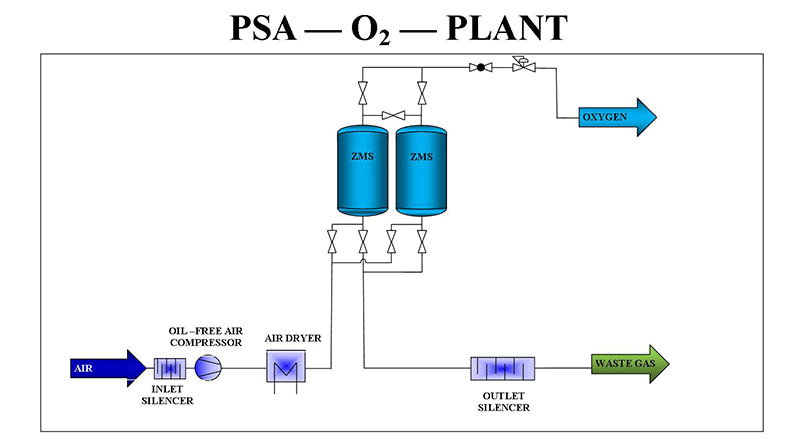 PSA — O₂ — PLANT
OXYGEN
ZMS
ZMS
OIL –FREE AIR
COMPRESSOR
AIR DRYER
AIR
INLET
SILENCER
OUTLET
SILENCER
WASTE GAS